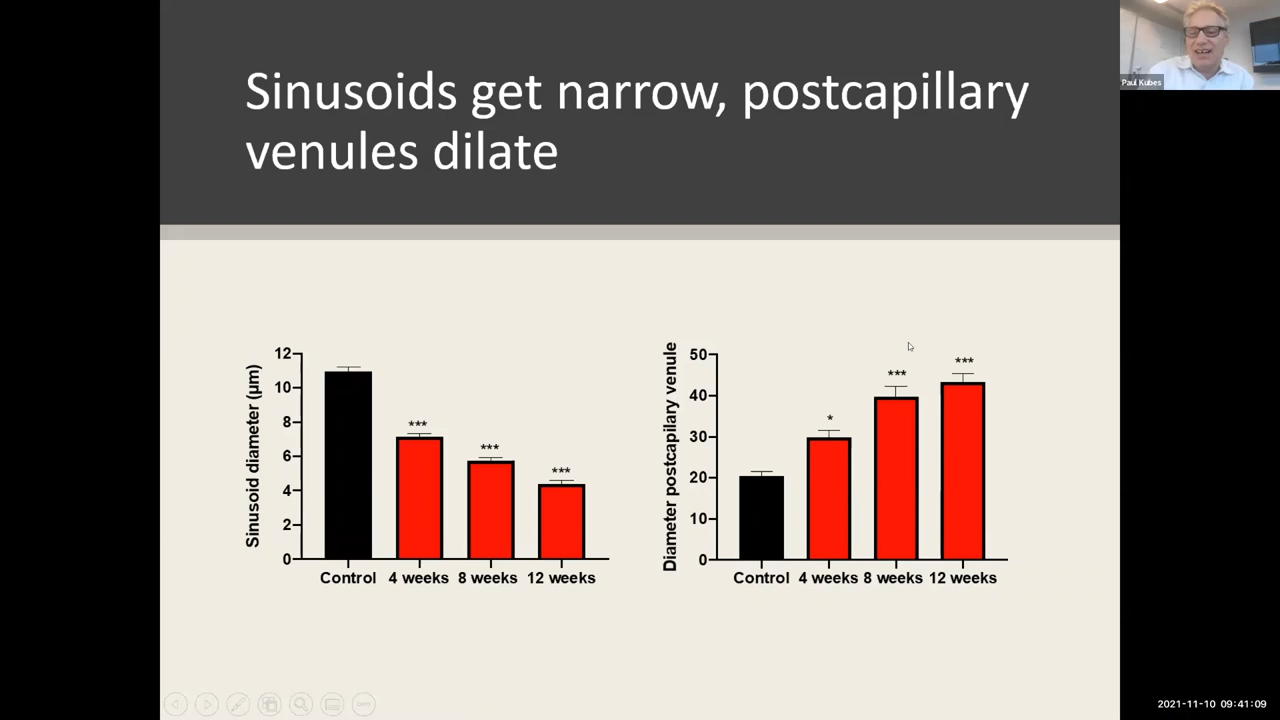 Sinusoids get narrow, postcapillary
venules dilate
Paul Kubes
Sinusoid diameter (µm)
12
10
8
6
4
2
0
***
***
***
Control 4 weeks 8 weeks 12 weeks
Diameter postcapilary venule
50
40
30
20
10
0
*
***
***
Control 4 weeks 8 weeks 12 weeks
2021-11-10 09:41:09